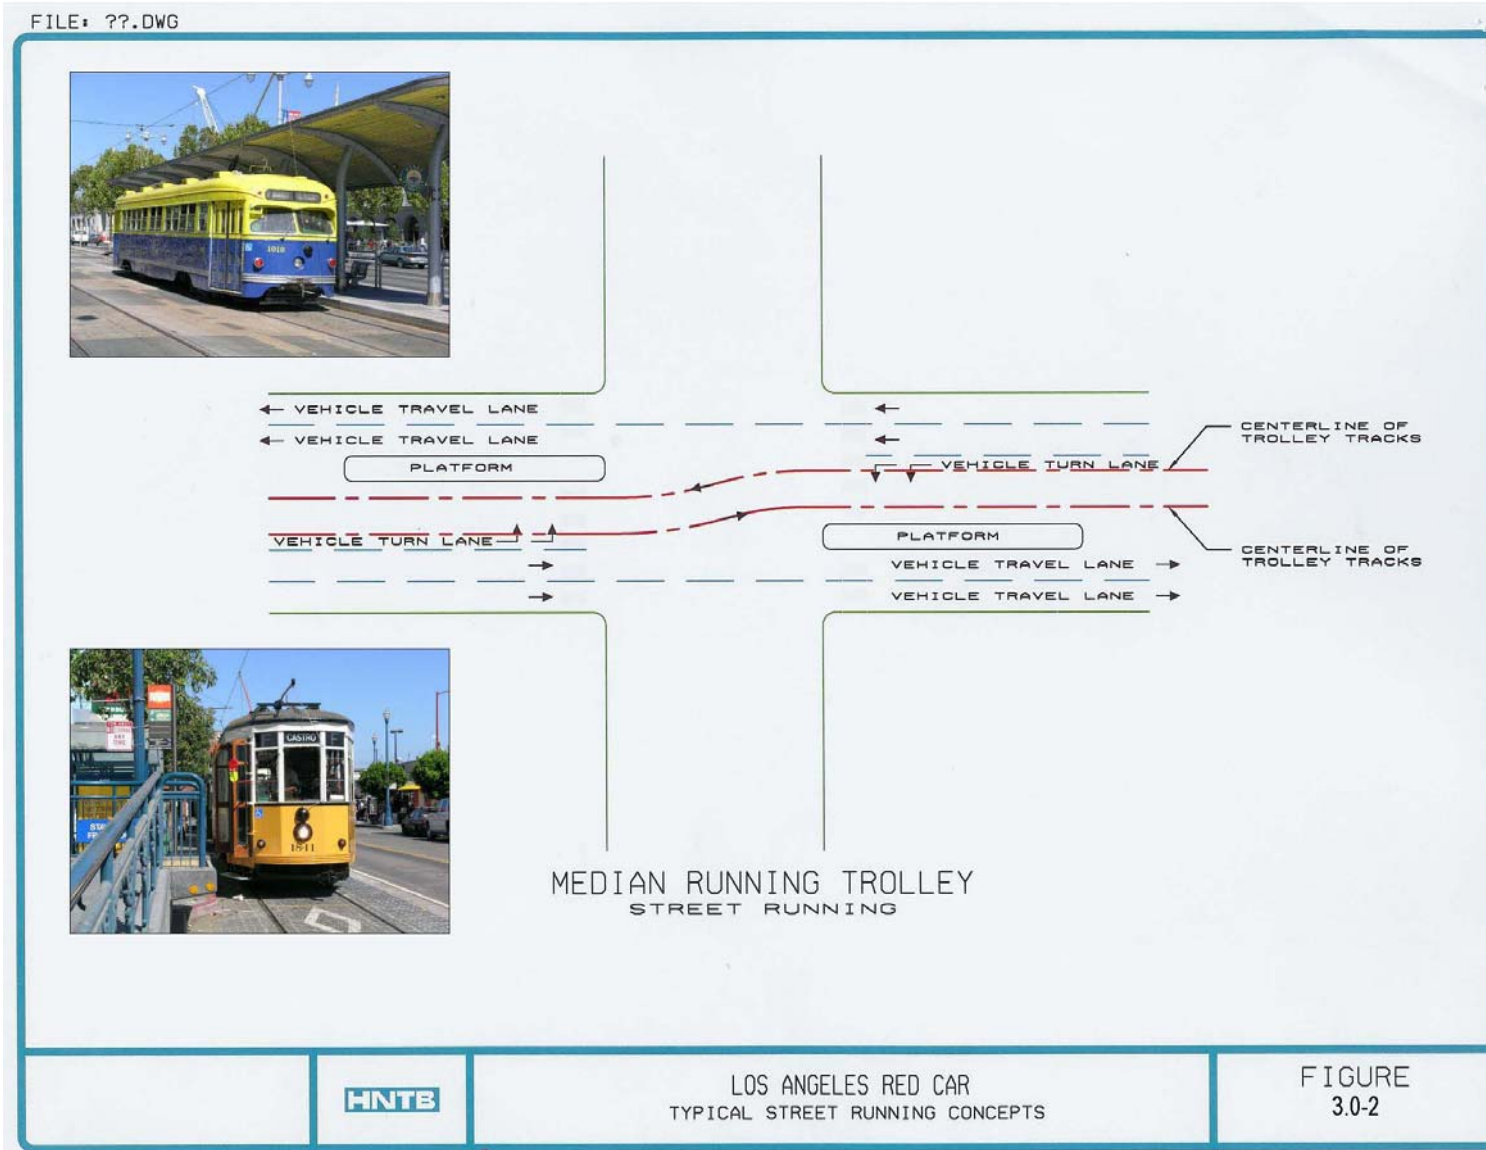 FILE: ??.DWG
1010
VEHICLE TRAVEL LANE
VEHICLE TRAVEL LANE
PLATFORM
VEHICLE TURN LANE
CENTERLINE OF
TROLLEY TRACKS
VEHICLE TURN LANE
PLATFORM
CENTERLINE OF
TROLLEY TRACKS
VEHICLE TRAVEL LANE
VEHICLE TRAVEL LANE
CASTRO
1811
MEDIAN RUNNING TROLLEY
STREET RUNNING
HNTB
LOS ANGELES RED CAR
TYPICAL STREET RUNNING CONCEPTS
FIGURE
3.0-2